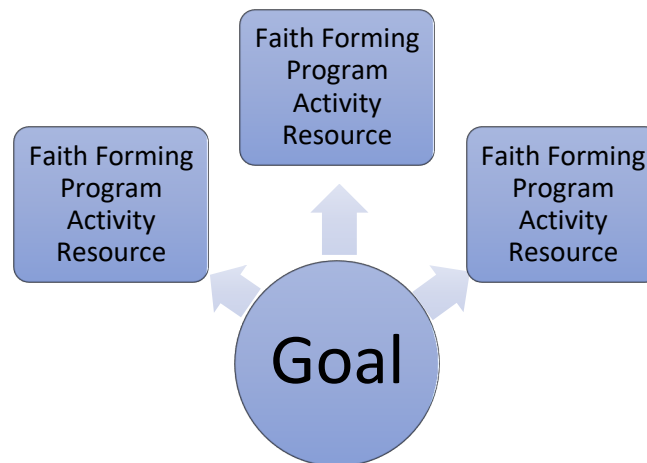 Faith Forming
Program
Activity
Resource
Faith Forming
Program
Activity
Resource
Faith Forming
Program
Activity
Resource
Goal